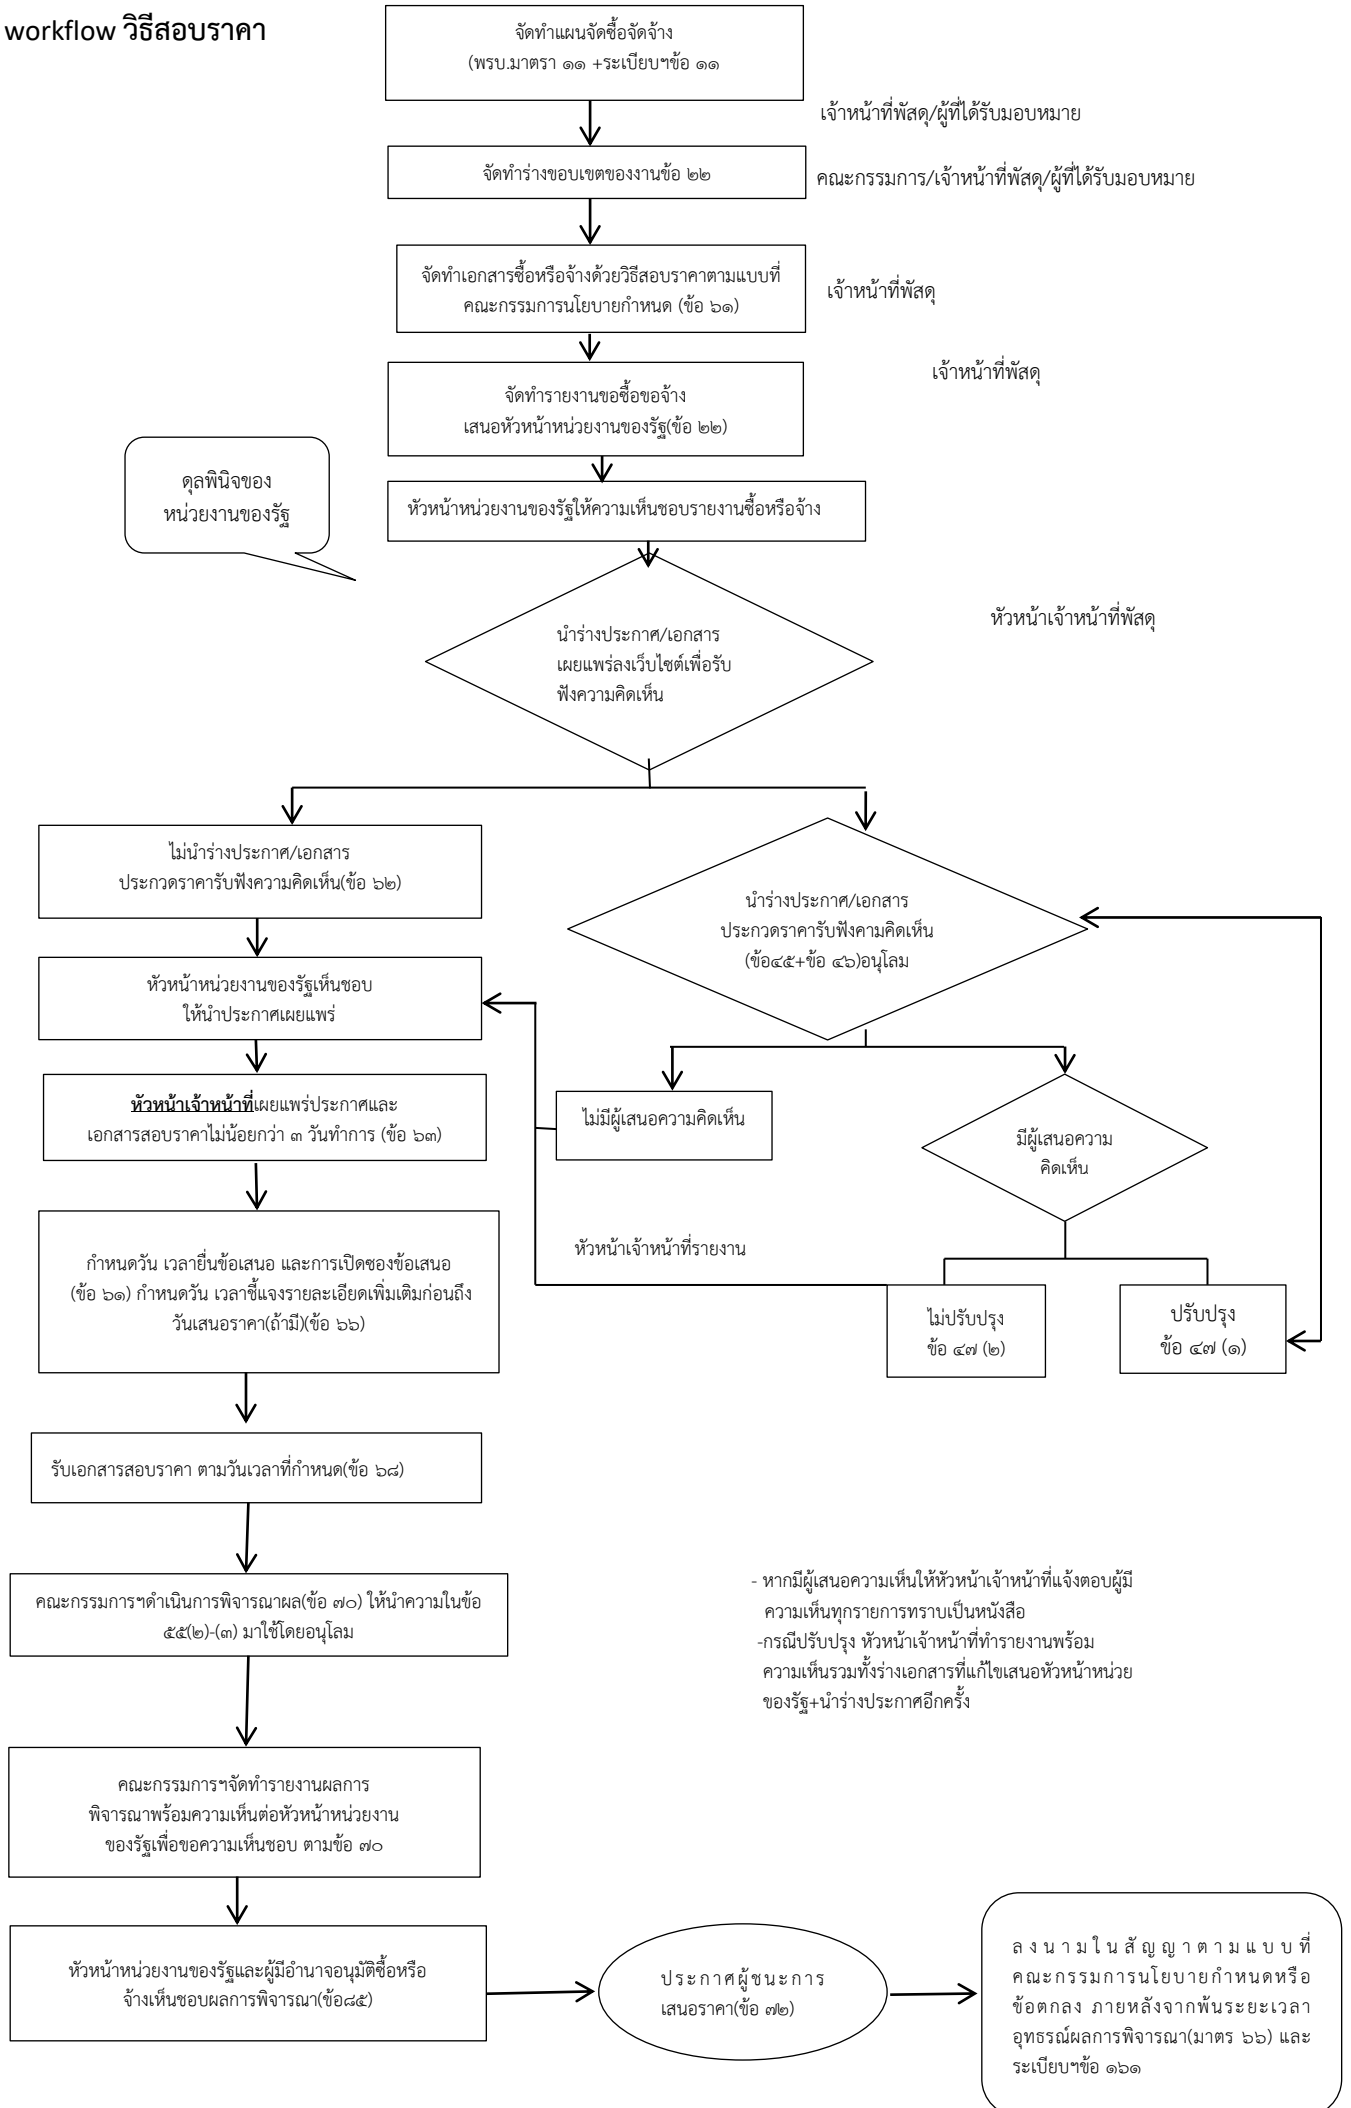 workflow วิธีสอบราคา
จัดทำแผนจัดซื้อจัดจ้าง
(พรบ.มาตรา ๑๑ +ระเบียบฯข้อ ๑๑
เจ้าหน้าที่พัสดุ/ผู้ที่ได้รับมอบหมาย
จัดทำร่างขอบเขตของงานข้อ ๒๒
คณะกรรมการ/เจ้าหน้าที่พัสดุ/ผู้ที่ได้รับมอบหมาย
จัดทำเอกสารซื้อหรือจ้างด้วยวิธีสอบราคาตามแบบที่
คณะกรรมการนโยบายกำหนด (ข้อ ๖๑)
เจ้าหน้าที่พัสดุ
เจ้าหน้าที่พัสดุ
จัดทำรายงานขอซื้อขอจ้าง
เสนอหัวหน้าหน่วยงานของรัฐ(ข้อ ๒๒)
ดุลพินิจของ
หน่วยงานของรัฐ
หัวหน้าหน่วยงานของรัฐให้ความเห็นชอบรายงานซื้อหรือจ้าง
หัวหน้าเจ้าหน้าที่พัสดุ
นำร่างประกาศ/เอกสาร
เผยแพร่ลงเว็บไซต์เพื่อรับ
ฟังความคิดเห็น
ไม่นำร่างประกาศ/เอกสาร
ประกวดราคารับฟังความคิดเห็น(ข้อ ๖๒)
นำร่างประกาศ/เอกสาร
ประกวดราคารับฟังคามคิดเห็น
(ข้อ๔๕+ข้อ ๔๖)อนุโลม
หัวหน้าหน่วยงานของรัฐเห็นชอบ
ให้นำประกาศเผยแพร่
หัวหน้าเจ้าหน้าที่เผยแพร่ประกาศและ
เอกสารสอบราคาไม่น้อยกว่า ๓ วันทำการ (ข้อ ๖๓)
ไม่มีผู้เสนอความคิดเห็น
มีผู้เสนอความ
คิดเห็น
หัวหน้าเจ้าหน้าที่รายงาน
กำหนดวัน เวลายื่นข้อเสนอ และการเปิดซองข้อเสนอ
(ข้อ ๖๑) กำหนดวัน เวลาชี้แจงรายละเอียดเพิ่มเติมก่อนถึง
วันเสนอราคา(ถ้ามี)(ข้อ ๖๖)
ไม่ปรับปรุง
ข้อ ๔๗ (๒)
ปรับปรุง
ข้อ ๔๗ (๑)
รับเอกสารสอบราคา ตามวันเวลาที่กำหนด(ข้อ ๖๘)
คณะกรรมการฯดำเนินการพิจารณาผล(ข้อ ๗๐) ให้นำความในข้อ
๕๕(๒)-(๓) มาใช้โดยอนุโลม
- หากมีผู้เสนอความเห็นให้หัวหน้าเจ้าหน้าที่แจ้งตอบผู้มี
ความเห็นทุกรายการทราบเป็นหนังสือ
-กรณีปรับปรุง หัวหน้าเจ้าหน้าที่ทำรายงานพร้อม
ความเห็นรวมทั้งร่างเอกสารที่แก้ไขเสนอหัวหน้าหน่วย
ของรัฐ+นำร่างประกาศอีกครั้ง
คณะกรรมการฯจัดทำรายงานผลการ
พิจารณาพร้อมความเห็นต่อหัวหน้าหน่วยงาน
ของรัฐเพื่อขอความเห็นชอบ ตามข้อ ๗๐
หัวหน้าหน่วยงานของรัฐและผู้มีอำนาจอนุมัติซื้อหรือ
จ้างเห็นชอบผลการพิจารณา(ข้อ๘๕)
ประกาศผู้ชนะการ
เสนอราคา(ข้อ ๗๒)
ลงนามในสัญญาตามแบบที่
คณะกรรมการนโยบายกำหนดหรือ
ข้อตกลง ภายหลังจากพ้นระยะเวลา
อุทธรณ์ผลการพิจารณา(มาตร ๖๖) และ
ระเบียบฯข้อ ๑๖๑